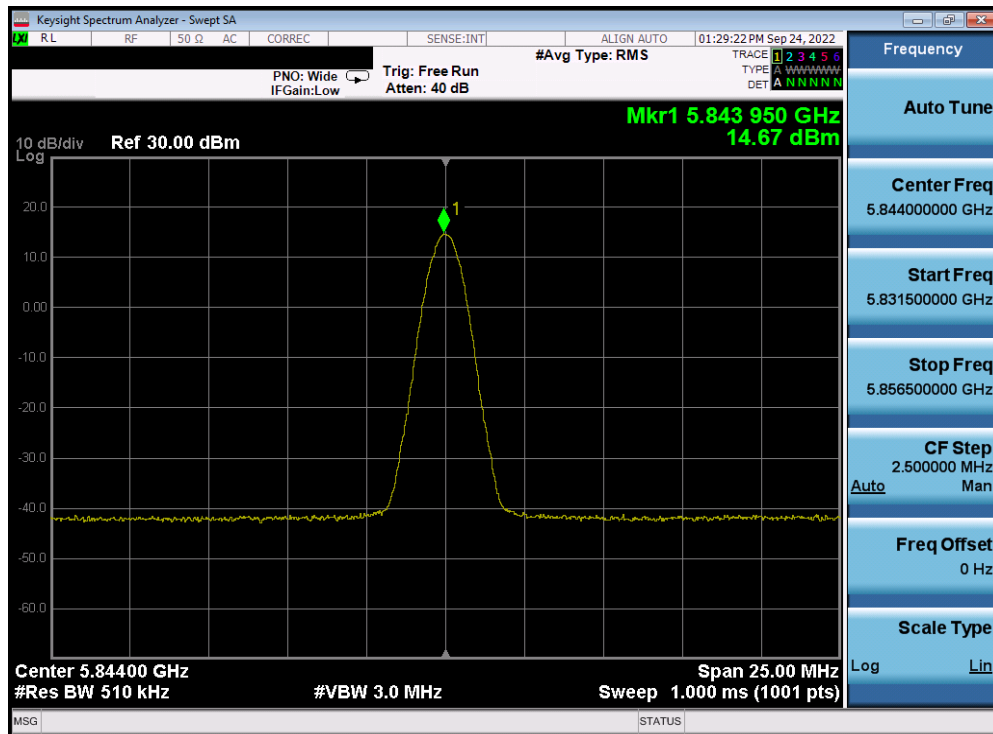 Keysight Spectrum Analyzer - Swept SA
LXI RL RF 50 Ω AC CORREC SENSE:INT ALIGN AUTO 01:29:22 PM Sep 24, 2022
#Avg Type: RMS TRACE 1 2 3 4 5 6
PNO: Wide Trig: Free Run TYPE A WWWWW
IFGain:Low Atten: 40 dB DET A N N N N N
Mkr1 5.843 950 GHz
14.67 dBm
10 dB/div Ref 30.00 dBm
Log
1
20.0
10.0
0.00
-10.0
-20.0
-30.0
-40.0
-50.0
-60.0
Center 5.84400 GHz Span 25.00 MHz
#Res BW 510 kHz #VBW 3.0 MHz Sweep 1.000 ms (1001 pts)
MSG STATUS
Frequency
Auto Tune
Center Freq
5.844000000 GHz
Start Freq
5.831500000 GHz
Stop Freq
5.856500000 GHz
CF Step
2.500000 MHz
Auto Man
Freq Offset
0 Hz
Scale Type
Log Lin